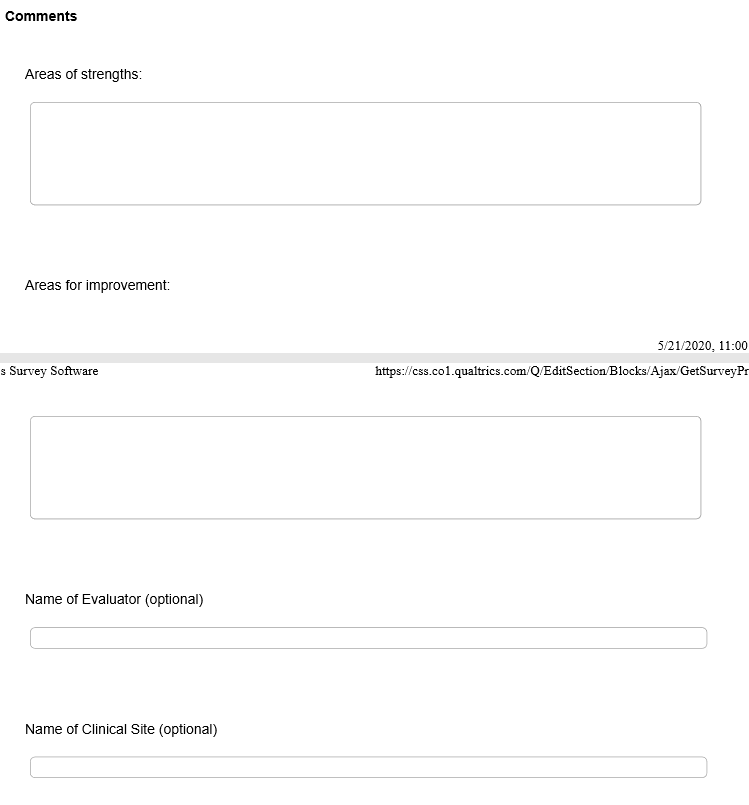 Comments
Areas of strengths:
Areas for improvement:
5/21/2020, 11:00
s Survey Software https://css.co1.qualtrics.com/Q/EditSection/Blocks/Ajax/GetSurveyPr
Name of Evaluator (optional)
Name of Clinical Site (optional)